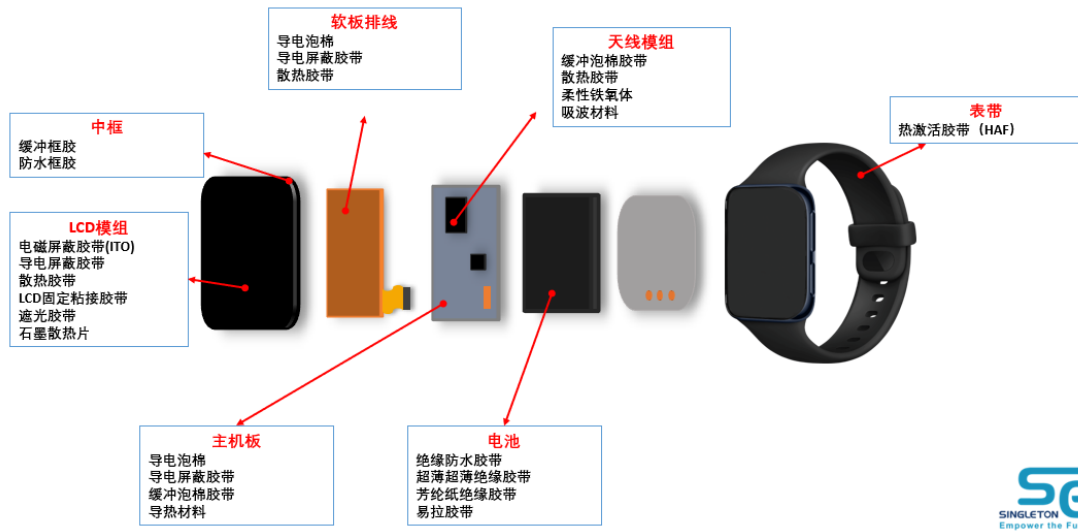 软板排线
导电泡棉
导电屏蔽胶带
散热胶带
天线模组
缓冲泡棉胶带
散热胶带
柔性铁氧体
吸波材料
表带
热激活胶带（HAF）
中框
缓冲框胶
防水框胶
LCD模组
电磁屏蔽胶带(ITO)
导电屏蔽胶带
散热胶带
LCD固定粘接胶带
遮光胶带
石墨散热片
主机板
导电泡棉
导电屏蔽胶带
缓冲泡棉胶带
导热材料
电池
绝缘防水胶带
超薄超薄绝缘胶带
芳纶纸绝缘胶带
易拉胶带
SINGLETON
Empower the Fu